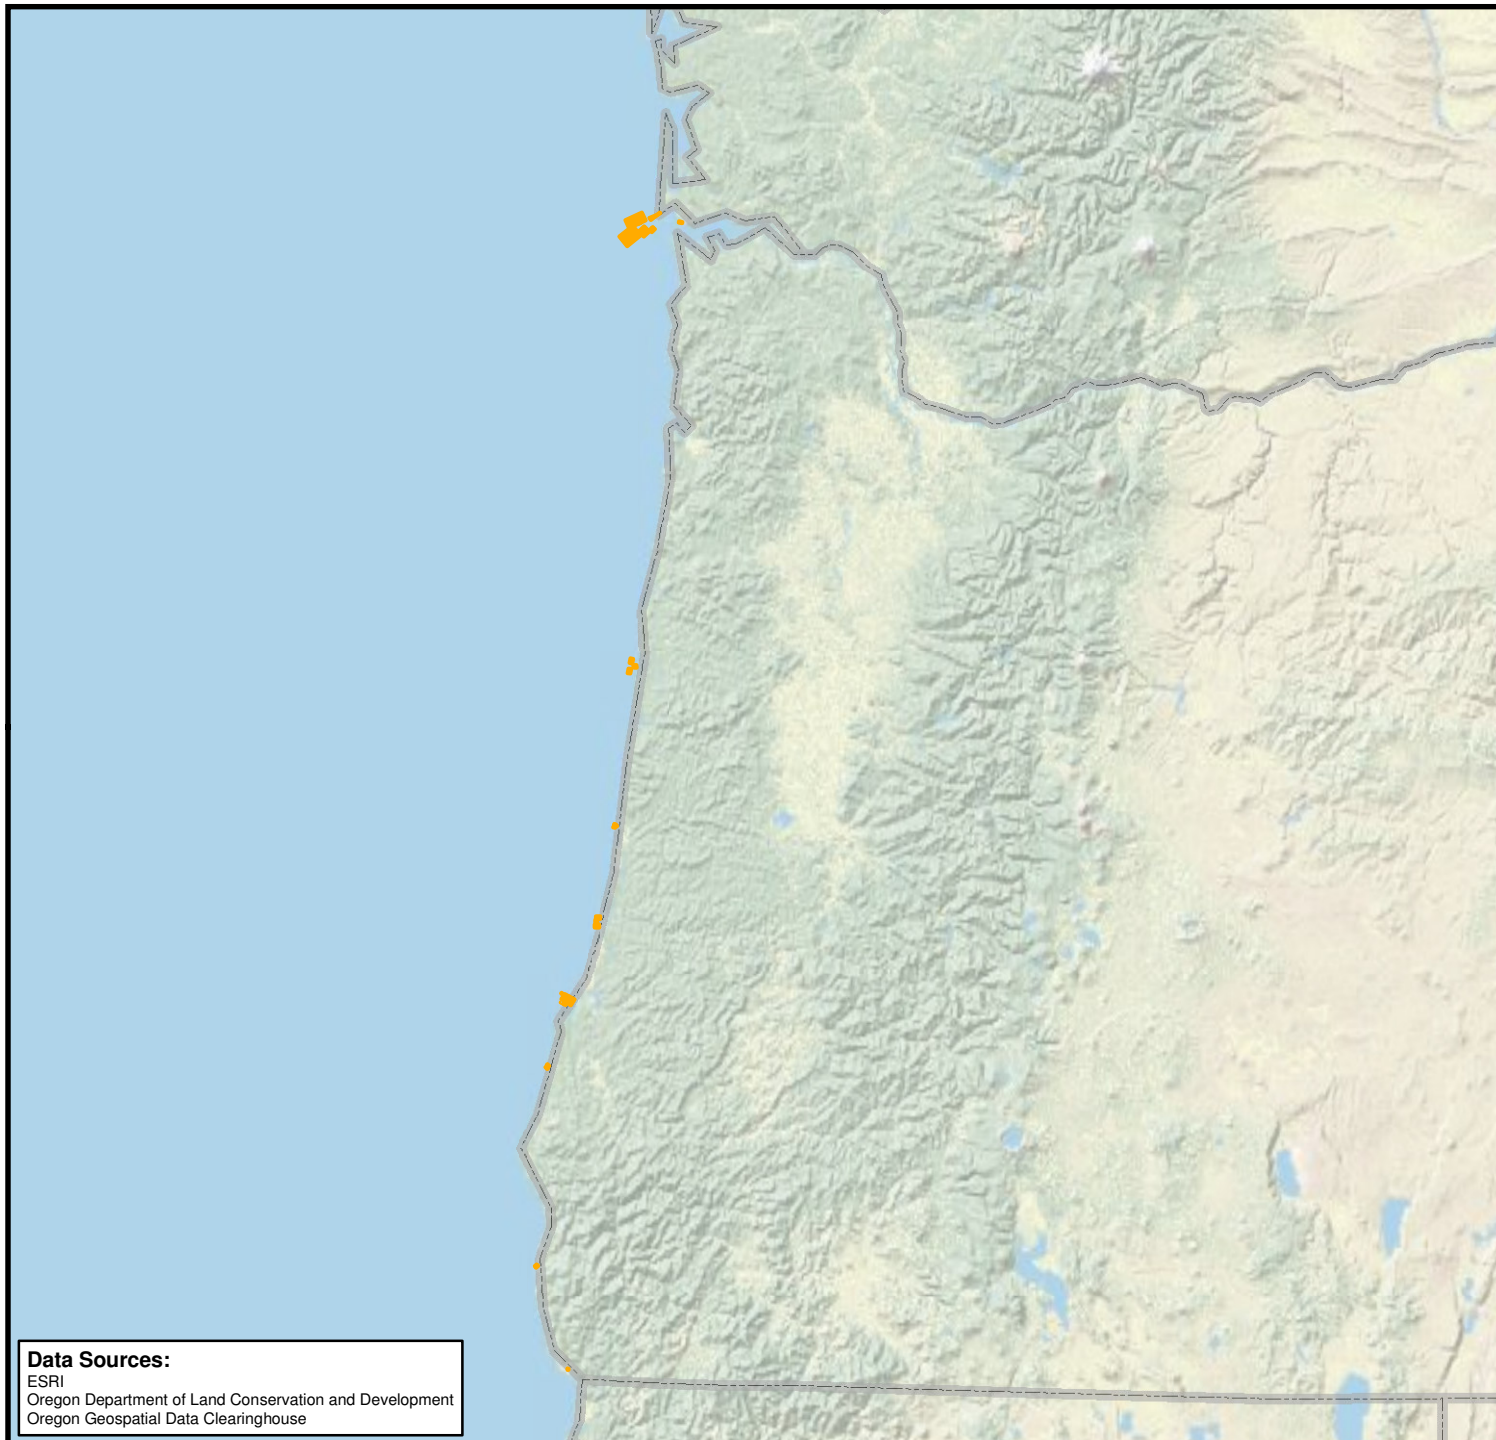 Data Sources:
ESRI
Oregon Department of Land Conservation and Development
Oregon Geospatial Data Clearinghouse